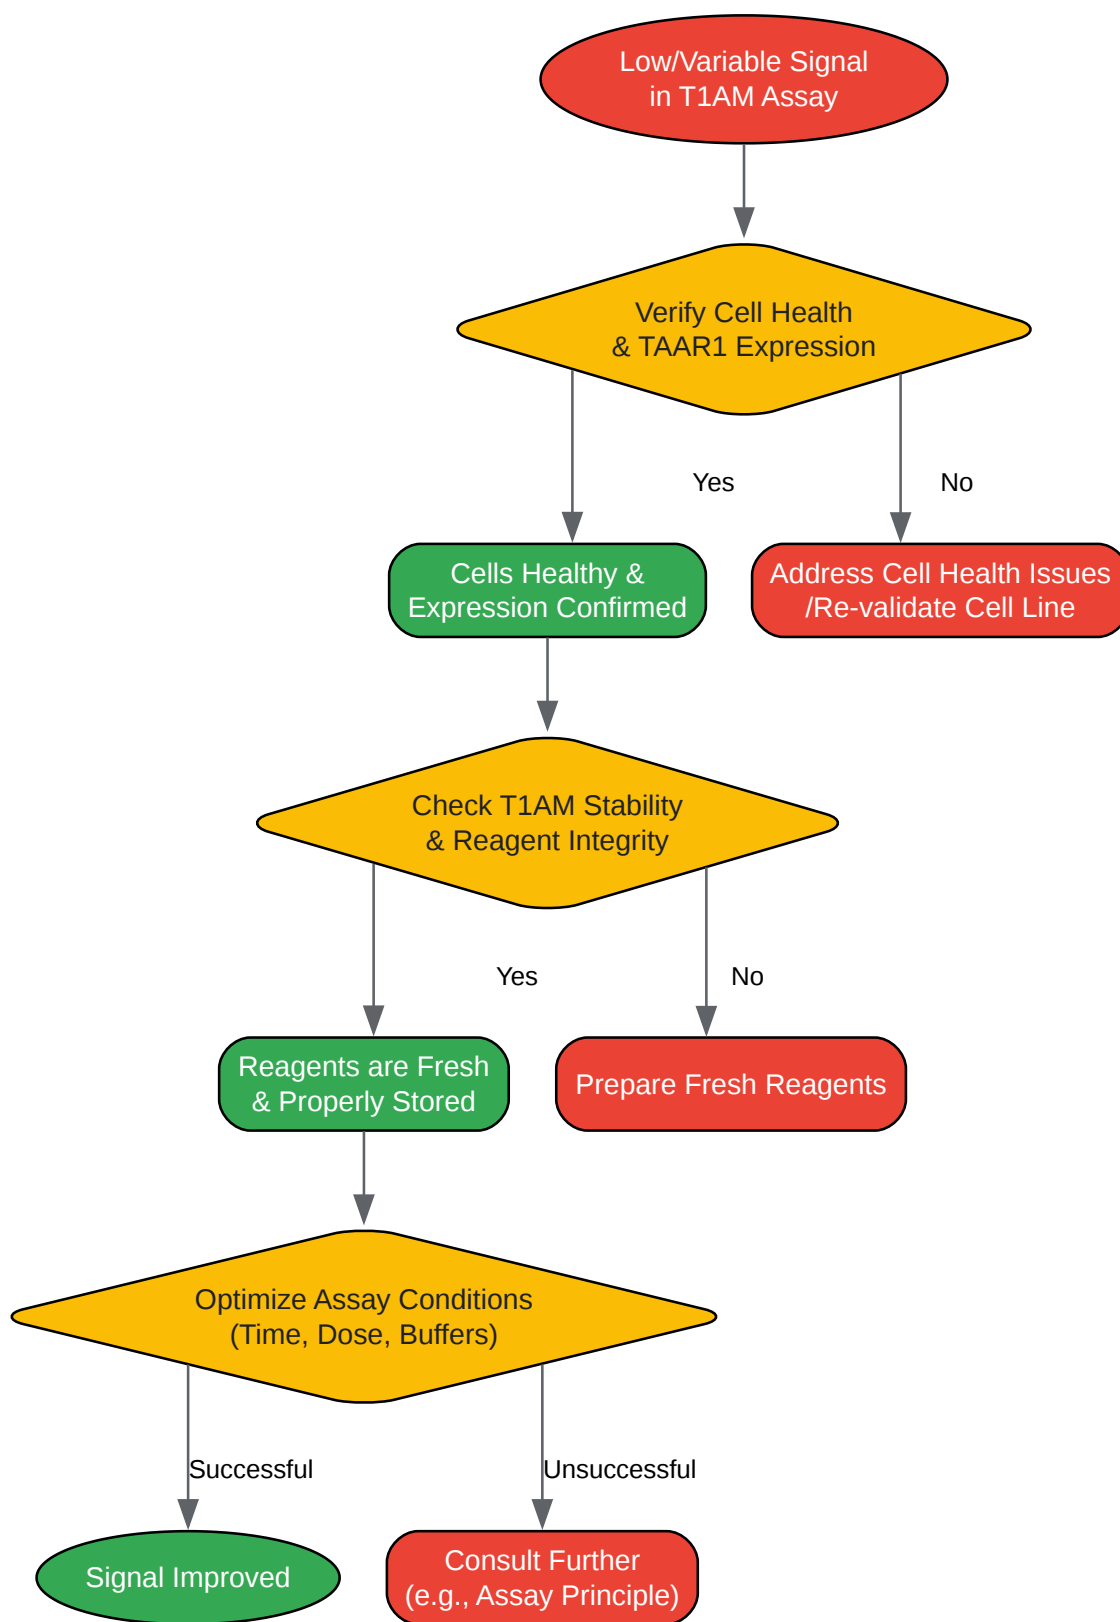 Low/Variable Signal
in T1AM Assay
Verify Cell Health
& TAAR1 Expression
Yes
No
Cells Healthy &
Expression Confirmed
Address Cell Health Issues
/Re-validate Cell Line
Check T1AM Stability
& Reagent Integrity
Yes
No
Reagents are Fresh
& Properly Stored
Prepare Fresh Reagents
Optimize Assay Conditions
(Time, Dose, Buffers)
Successful
Unsuccessful
Signal Improved
Consult Further
(e.g., Assay Principle)